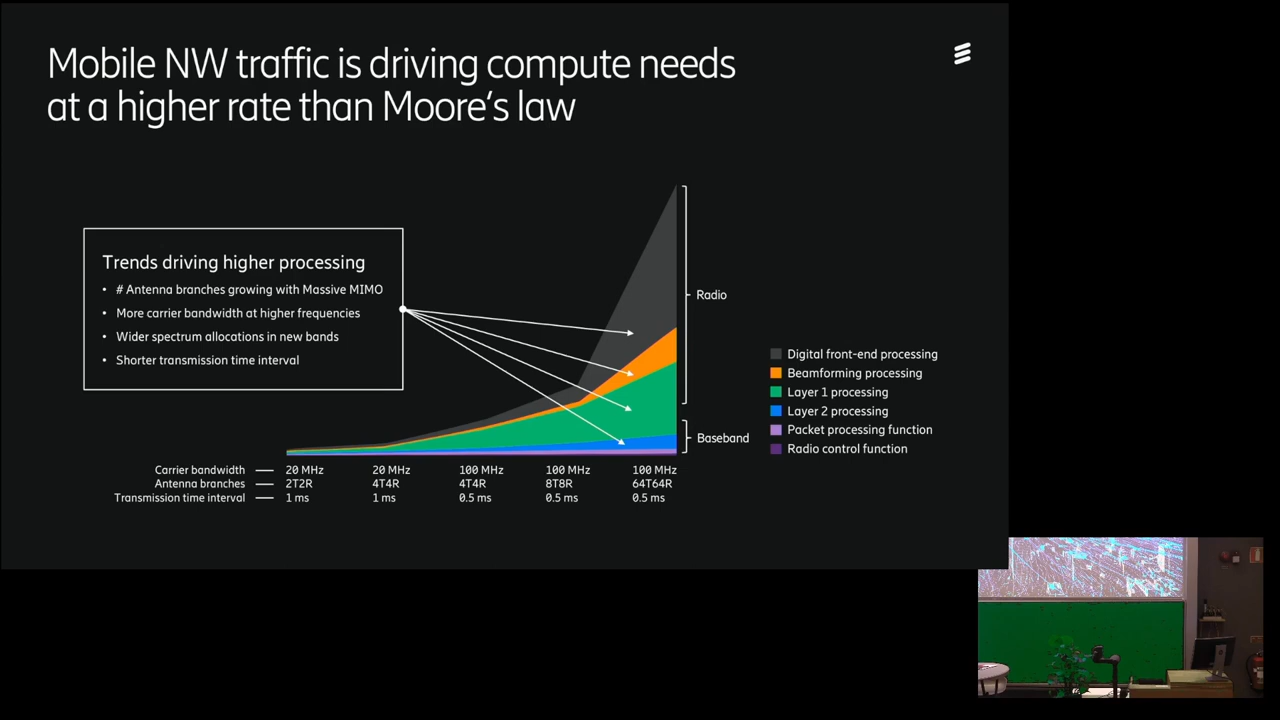 Mobile NW traffic is driving compute needs
at a higher rate than Moore's law
Trends driving higher processing
• # Antenna branches growing with Massive MIMO
• More carrier bandwidth at higher frequencies
• Wider spectrum allocations in new bands
• Shorter transmission time interval
Radio
Baseband
Digital front-end processing
Beamforming processing
Layer 1 processing
Layer 2 processing
Packet processing function
Radio control function
Carrier bandwidth 20 MHz 20 MHz 100 MHz 100 MHz 100 MHz
Antenna branches 2T2R 4T4R 4T4R 8T8R 64T64R
Transmission time interval 1 ms 1 ms 0.5 ms 0.5 ms 0.5 ms